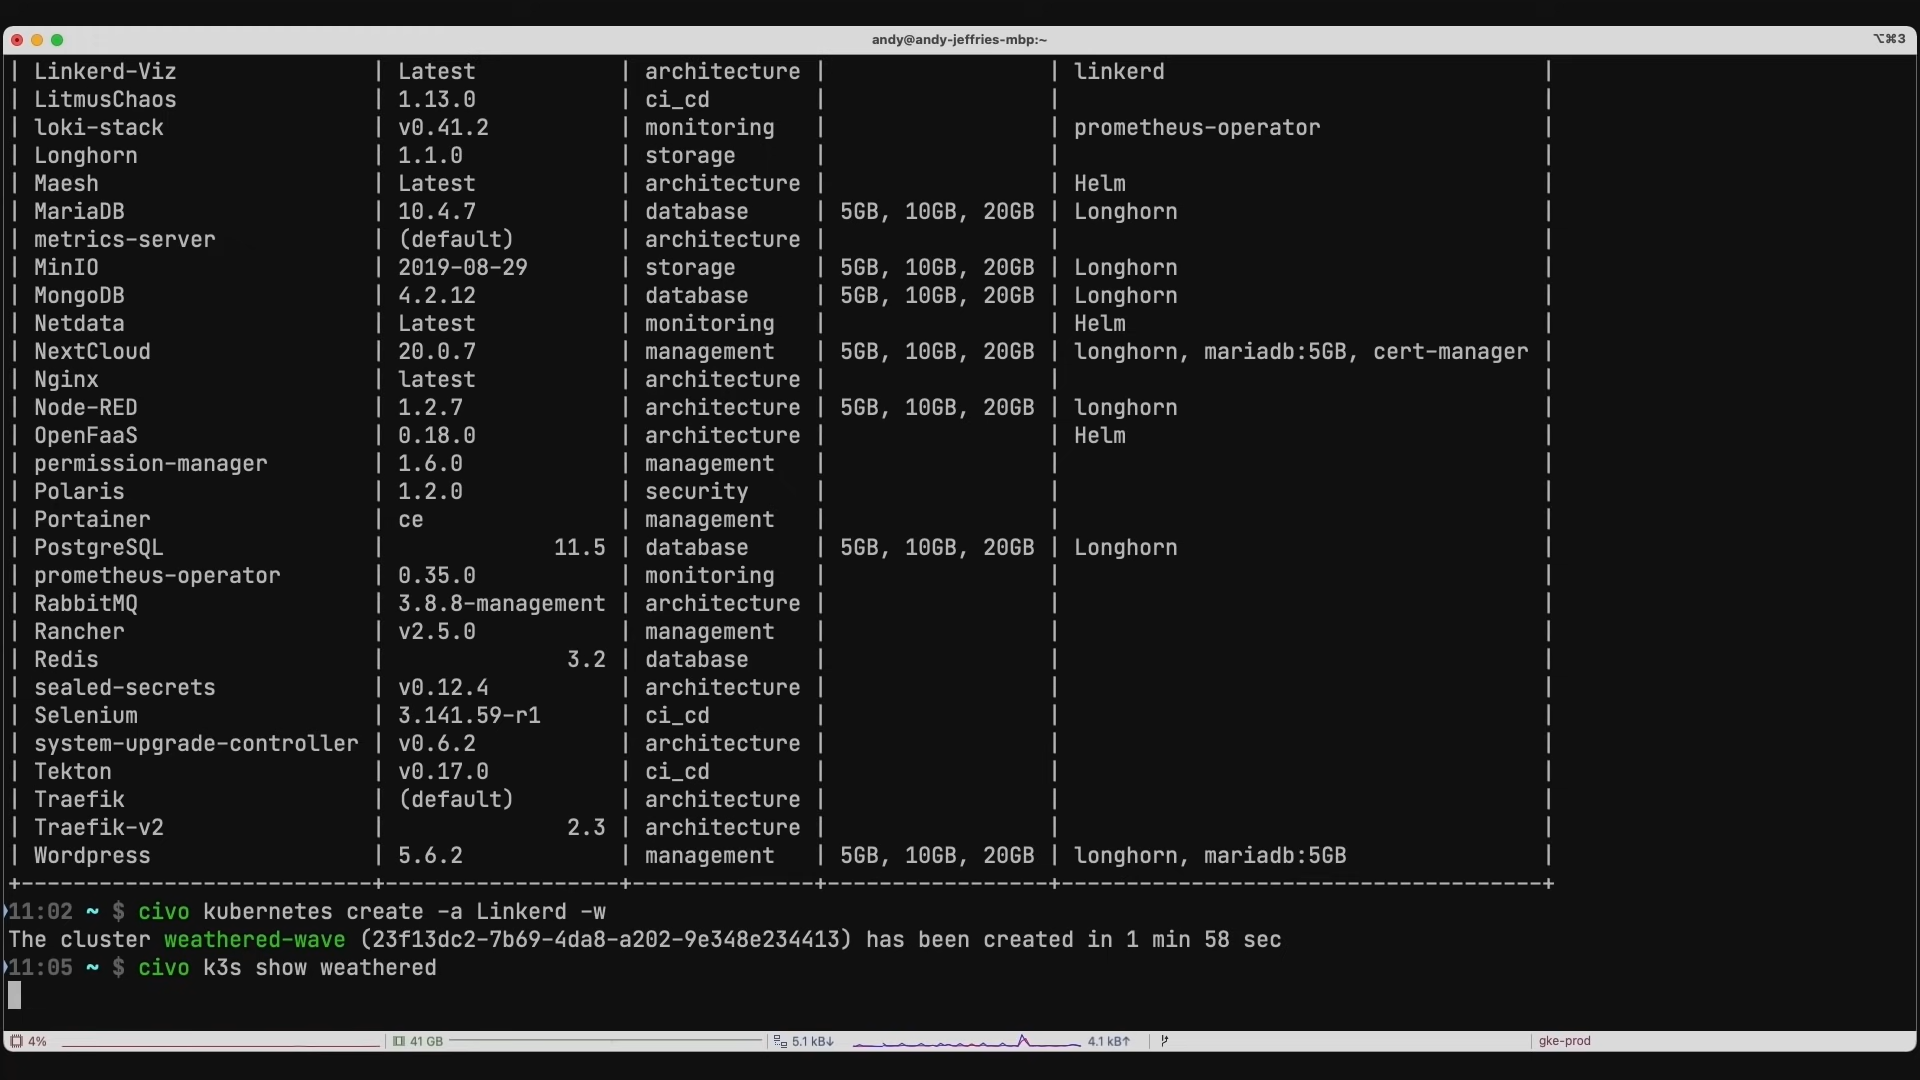 andy@andy-jeffries-mbp:~ ⌥⌘3
| Linkerd-Viz | Latest | architecture | | linkerd |
| LitmusChaos | 1.13.0 | ci_cd | | |
| loki-stack | v0.41.2 | monitoring | | prometheus-operator |
| Longhorn | 1.1.0 | storage | | |
| Maesh | Latest | architecture | | Helm |
| MariaDB | 10.4.7 | database | 5GB, 10GB, 20GB | Longhorn |
| metrics-server | (default) | architecture | | |
| MinIO | 2019-08-29 | storage | 5GB, 10GB, 20GB | Longhorn |
| MongoDB | 4.2.12 | database | 5GB, 10GB, 20GB | Longhorn |
| Netdata | Latest | monitoring | | Helm |
| NextCloud | 20.0.7 | management | 5GB, 10GB, 20GB | longhorn, mariadb:5GB, cert-manager |
| Nginx | latest | architecture | | |
| Node-RED | 1.2.7 | architecture | 5GB, 10GB, 20GB | longhorn |
| OpenFaaS | 0.18.0 | architecture | | Helm |
| permission-manager | 1.6.0 | management | | |
| Polaris | 1.2.0 | security | | |
| Portainer | ce | management | | |
| PostgreSQL | 11.5 | database | 5GB, 10GB, 20GB | Longhorn |
| prometheus-operator | 0.35.0 | monitoring | | |
| RabbitMQ | 3.8.8-management | architecture | | |
| Rancher | v2.5.0 | management | | |
| Redis | 3.2 | database | | |
| sealed-secrets | v0.12.4 | architecture | | |
| Selenium | 3.141.59-r1 | ci_cd | | |
| system-upgrade-controller | v0.6.2 | architecture | | |
| Tekton | v0.17.0 | ci_cd | | |
| Traefik | (default) | architecture | | |
| Traefik-v2 | 2.3 | architecture | | |
| Wordpress | 5.6.2 | management | 5GB, 10GB, 20GB | longhorn, mariadb:5GB |
+---------------------------+------------------+--------------+-----------------+-------------------------------------+
11:02 ~ $ civo kubernetes create -a Linkerd -w
The cluster weathered-wave (23f13dc2-7b69-4da8-a202-9e348e234413) has been created in 1 min 58 sec
11:05 ~ $ civo k3s show weathered
4% 41 GB 5.1 kB↓ 4.1 kB↑ gke-prod